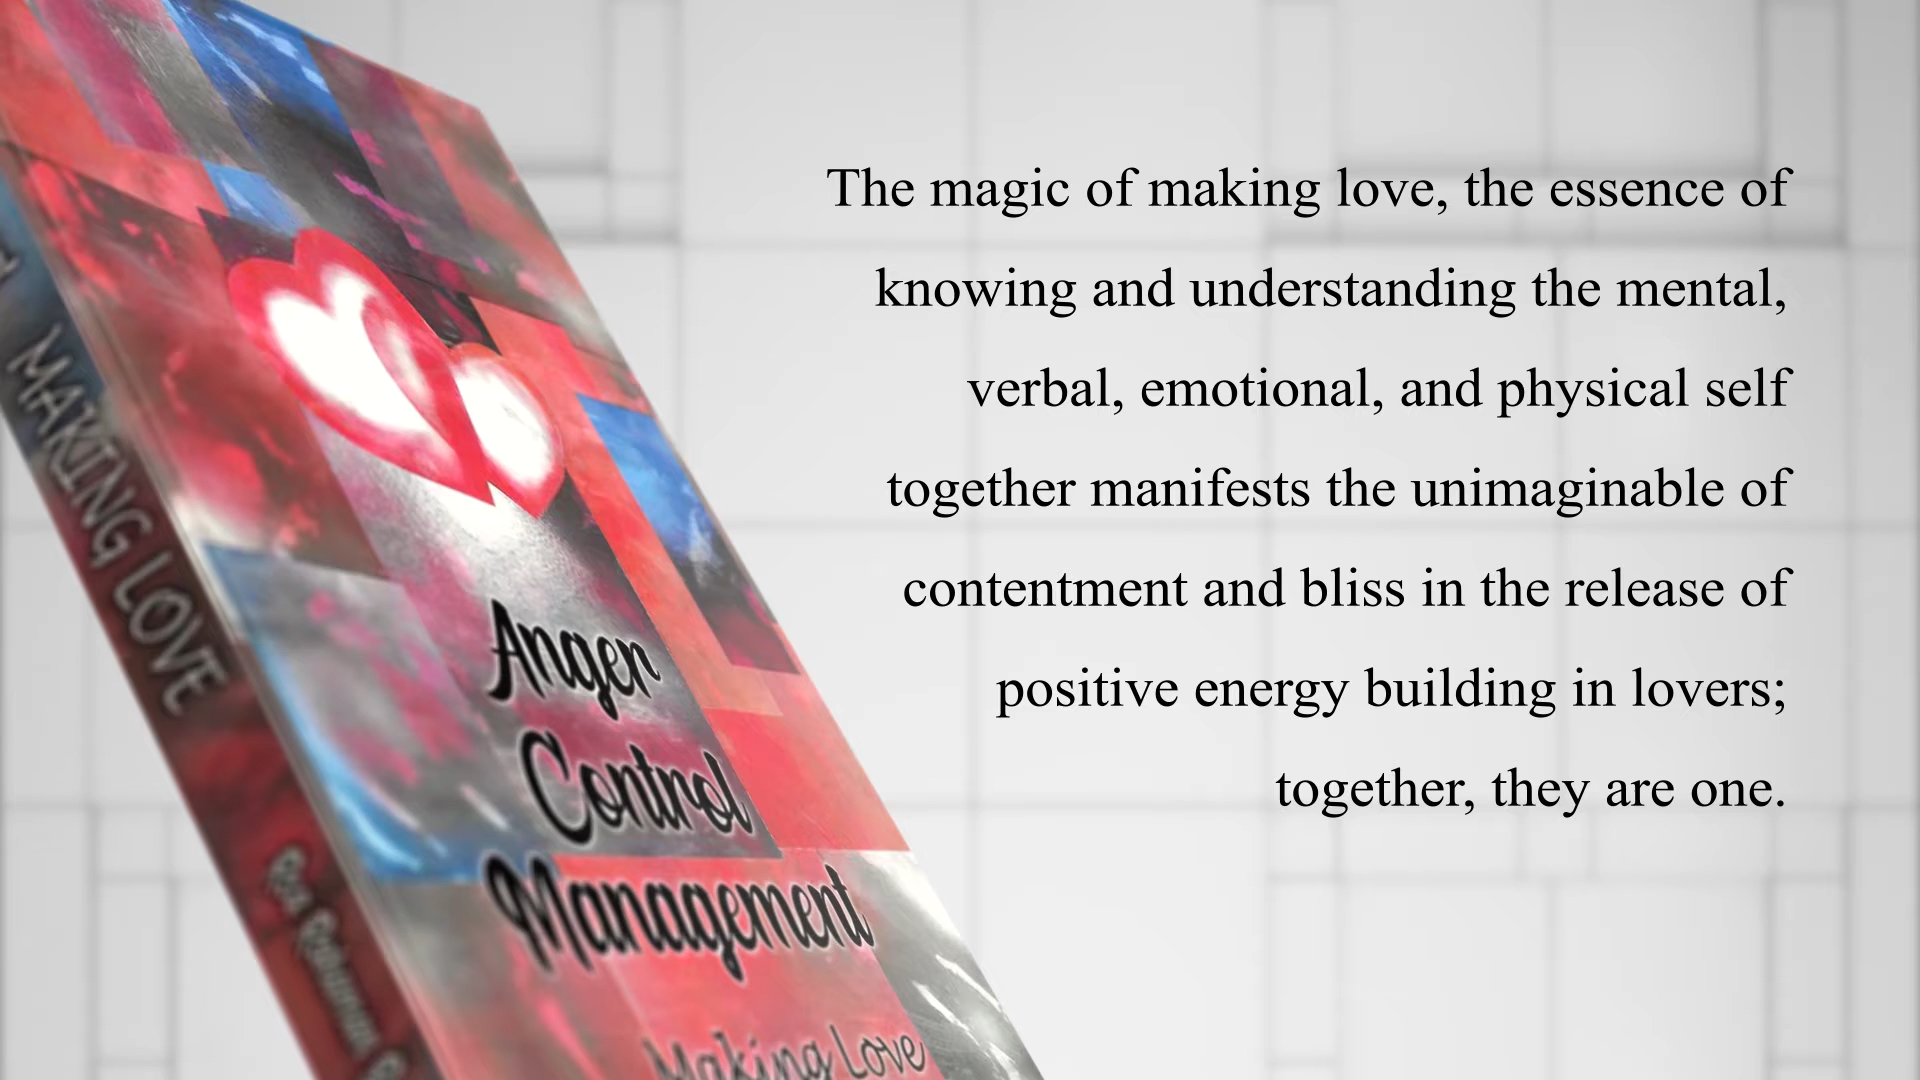 The magic of making love, the essence of
knowing and understanding the mental,
verbal, emotional, and physical self
together manifests the unimaginable of
contentment and bliss in the release of
positive energy building in lovers;
together, they are one.
Anger
Control
Management
Making Love
MAKING LOVE